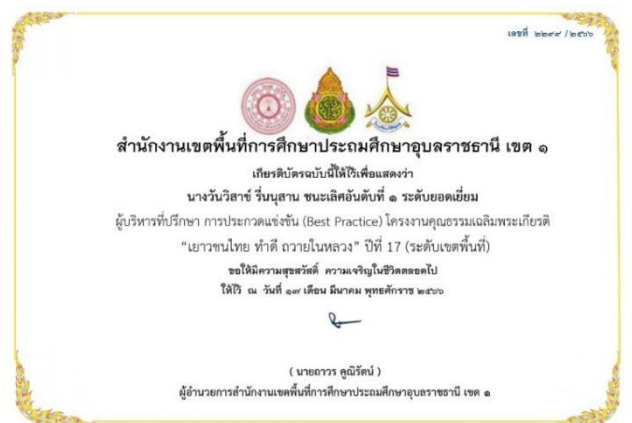 เลขที่ ๒๒๙๙ /๒๕๖๖
สำนักงานเขตพื้นที่การศึกษาประถมศึกษาอุบลราชธานี เขต ๑
เกียรติบัตรฉบับนี้ให้ไว้เพื่อแสดงว่า
นางวันวิสาข์ รื่นนุสาน ชนะเลิศอันดับที่ ๑ ระดับยอดเยี่ยม
ผู้บริหารที่ปรึกษา การประกวดแข่งขัน (Best Practice) โครงงานคุณธรรมเฉลิมพระเกียรติ
“เยาวชนไทย ทำดี ถวายในหลวง” ปีที่ 17 (ระดับเขตพื้นที่)
ขอให้มีความสุขสวัสดิ์ ความเจริญในชีวิตตลอดไป
ให้ไว้ ณ วันที่ ๑๗ เดือน มีนาคม พุทธศักราช ๒๕๖๖
( นายถาวร คูณิรัตน์ )
ผู้อำนวยการสำนักงานเขตพื้นที่การศึกษาประถมศึกษาอุบลราชธานี เขต ๑